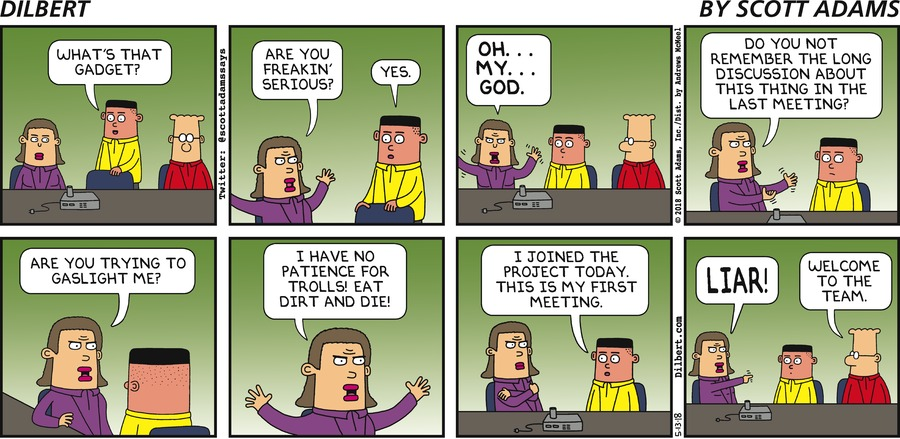 DILBERT
BY SCOTT ADAMS
WHAT'S THAT
GADGET?
Twitter: @scottadamssays
ARE YOU
FREAKIN'
SERIOUS?
YES.
OH...
MY...
GOD.
© 2018 Scott Adams, Inc./Dist. by Andrews McMeel
DO YOU NOT
REMEMBER THE LONG
DISCUSSION ABOUT
THIS THING IN THE
LAST MEETING?
ARE YOU TRYING TO
GASLIGHT ME?
I HAVE NO
PATIENCE FOR
TROLLS! EAT
DIRT AND DIE!
I JOINED THE
PROJECT TODAY.
THIS IS MY FIRST
MEETING.
5-13-18 Dilbert.com
LIAR!
WELCOME
TO THE
TEAM.